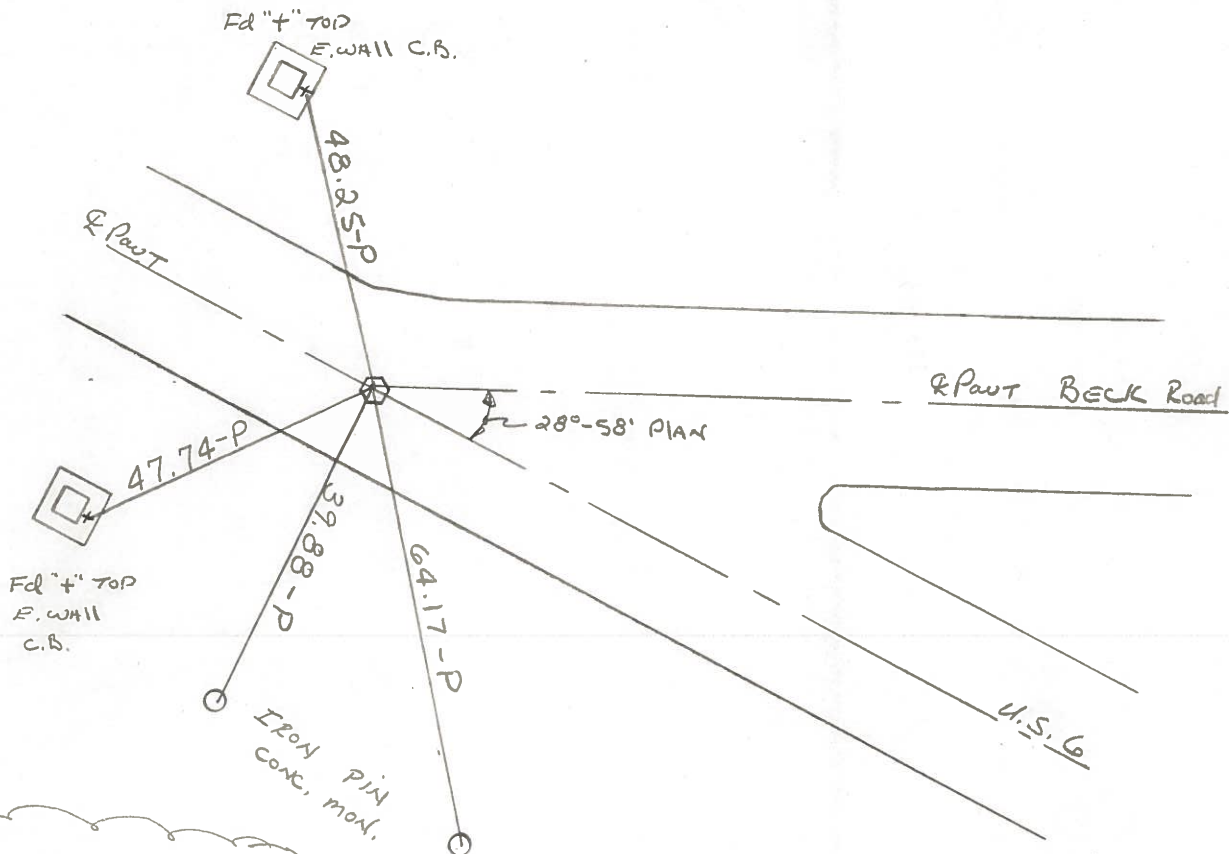 Fd "+" TOP
E. WAll C.B.
48.25-P
℄ PavT
℄ PavT BECK Road
28°-58' PlAN
47.74-P
39.88-P
64.17-P
Fd "+" TOP
E. WAll
C.B.
IRON PIN
CONC. MON.
U.S. 6